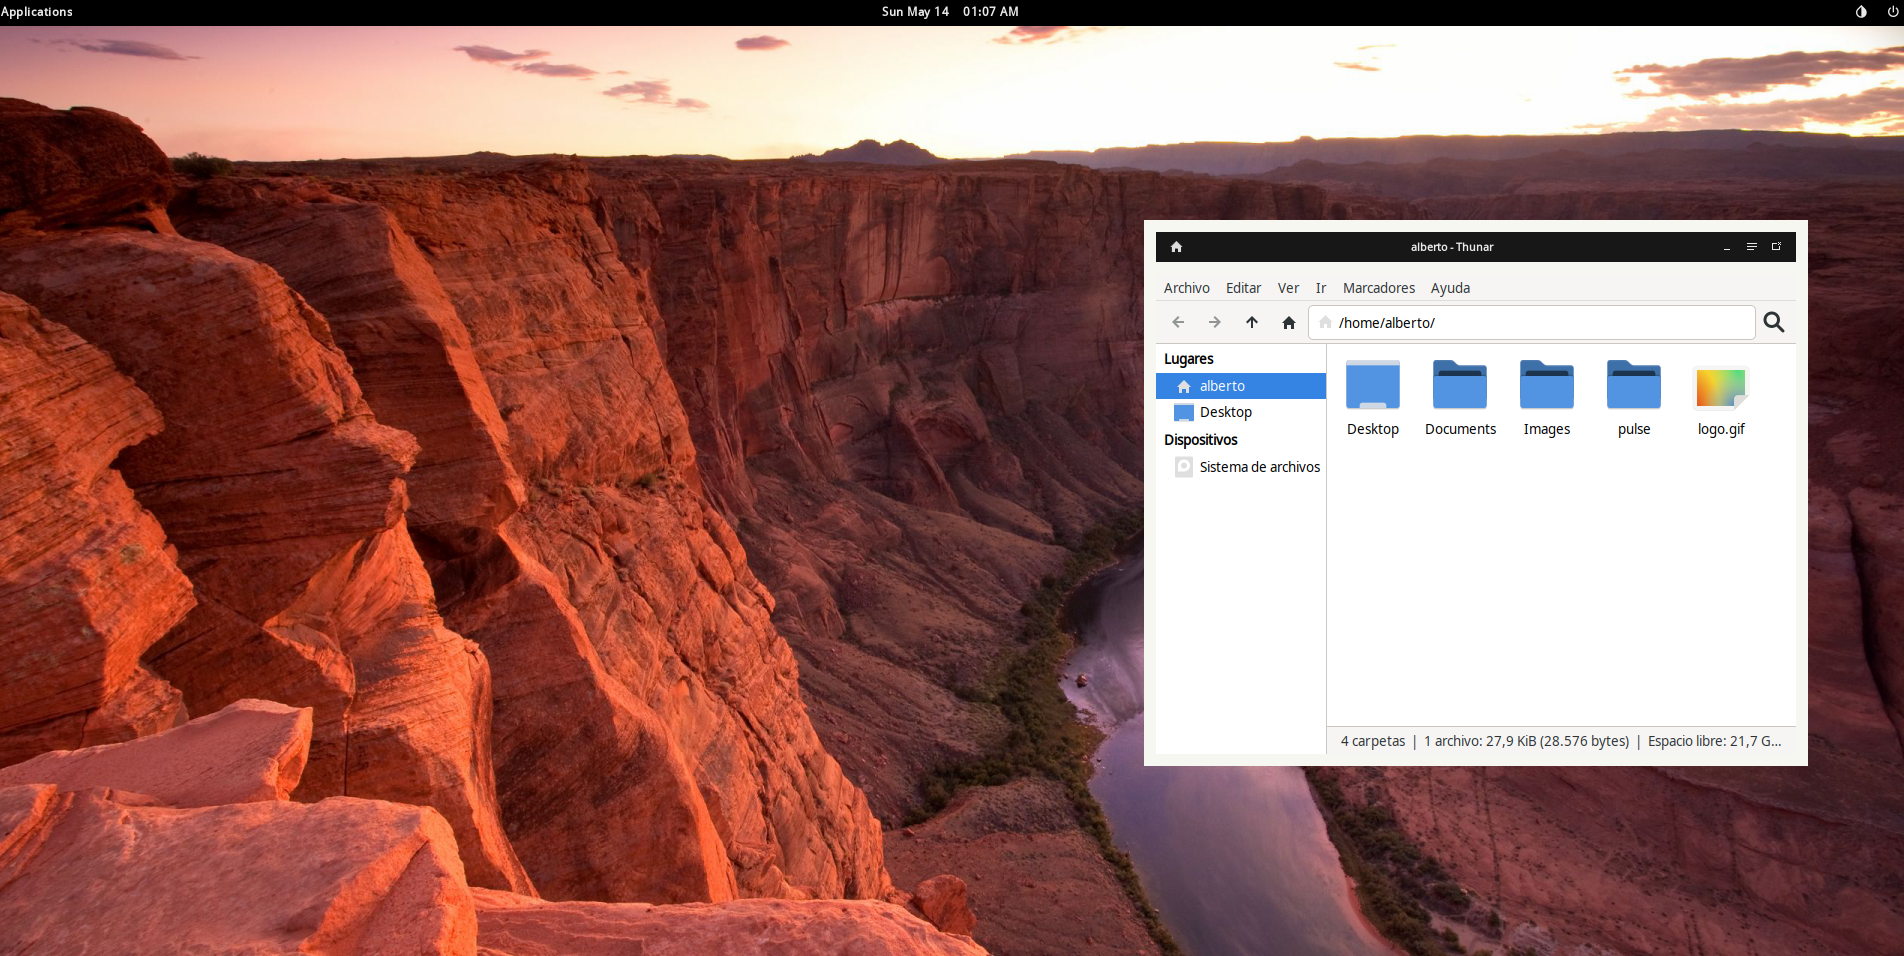 Applications
Sun May 14 01:07 AM
alberto - Thunar
Archivo Editar Ver Ir Marcadores Ayuda
/home/alberto/
Lugares
alberto
Desktop
Dispositivos
Sistema de archivos
Desktop Documents Images pulse logo.gif
4 carpetas | 1 archivo: 27,9 KiB (28.576 bytes) | Espacio libre: 21,7 G...